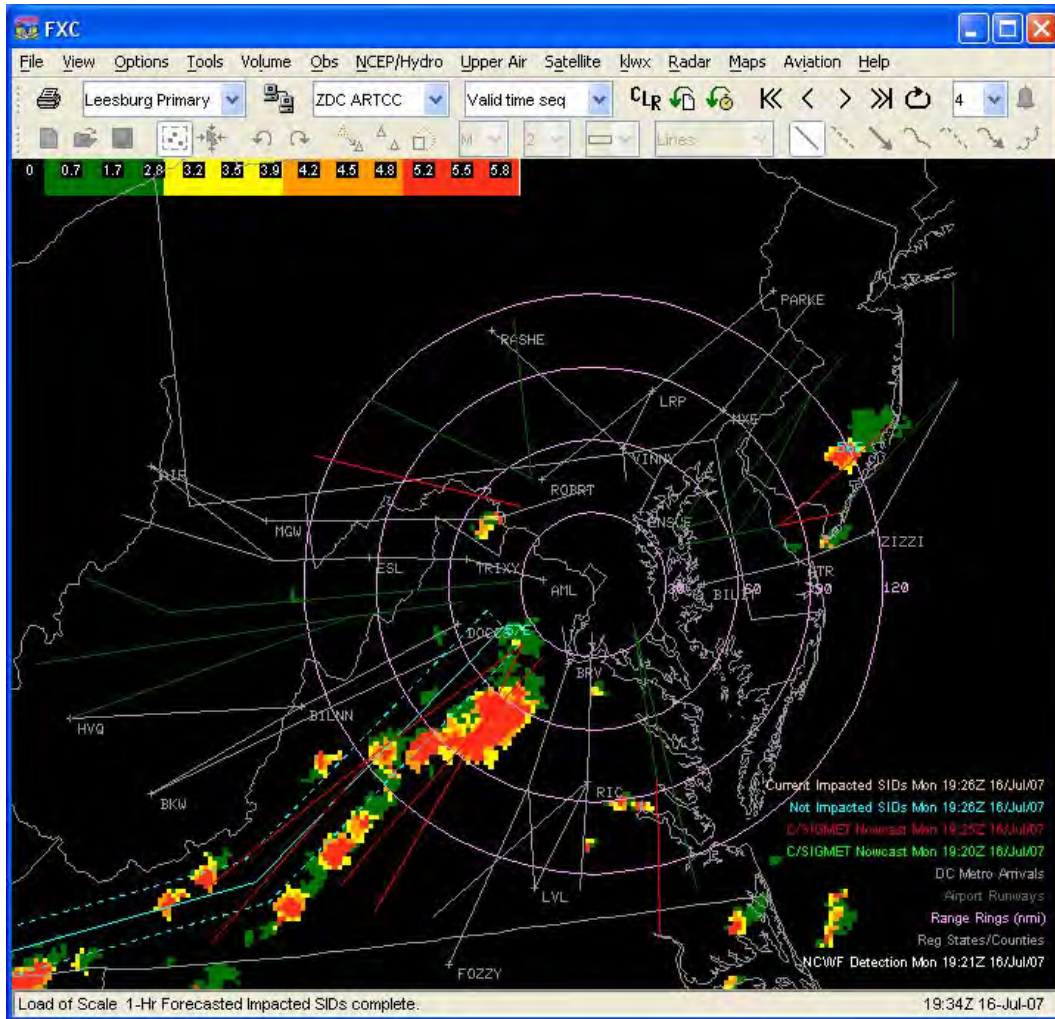 FXC
File View Options Tools Volume Obs NCEP/Hydro Upper Air Satellite klwx Radar Maps Aviation Help
Leesburg Primary ZDC ARTCC Valid time seq CLR 4
M 2 Lines
0 0.7 1.7 2.8 3.2 3.5 3.9 4.2 4.5 4.8 5.2 5.5 5.8
PARKE
RASHE
LRP
MXE
VINNY
AIR
ROBRT
MGW
ZIZZI
ESL
TRIXY
AML
60
90
120
57E
BRV
BILNN
HVQ
BKW
RIC
Current Impacted SIDs Mon 19:26Z 16/Jul/07
Not Impacted SIDs Mon 19:26Z 16/Jul/07
C/SIGMET Nowcast Mon 19:25Z 16/Jul/07
C/SIGMET Nowcast Mon 19:20Z 16/Jul/07
DC Metro Arrivals
Airport Runways
LVL
Range Rings (nmi)
Reg States/Counties
FOZZY
NCWF Detection Mon 19:21Z 16/Jul/07
Load of Scale 1-Hr Forecasted Impacted SIDs complete.
19:34Z 16-Jul-07